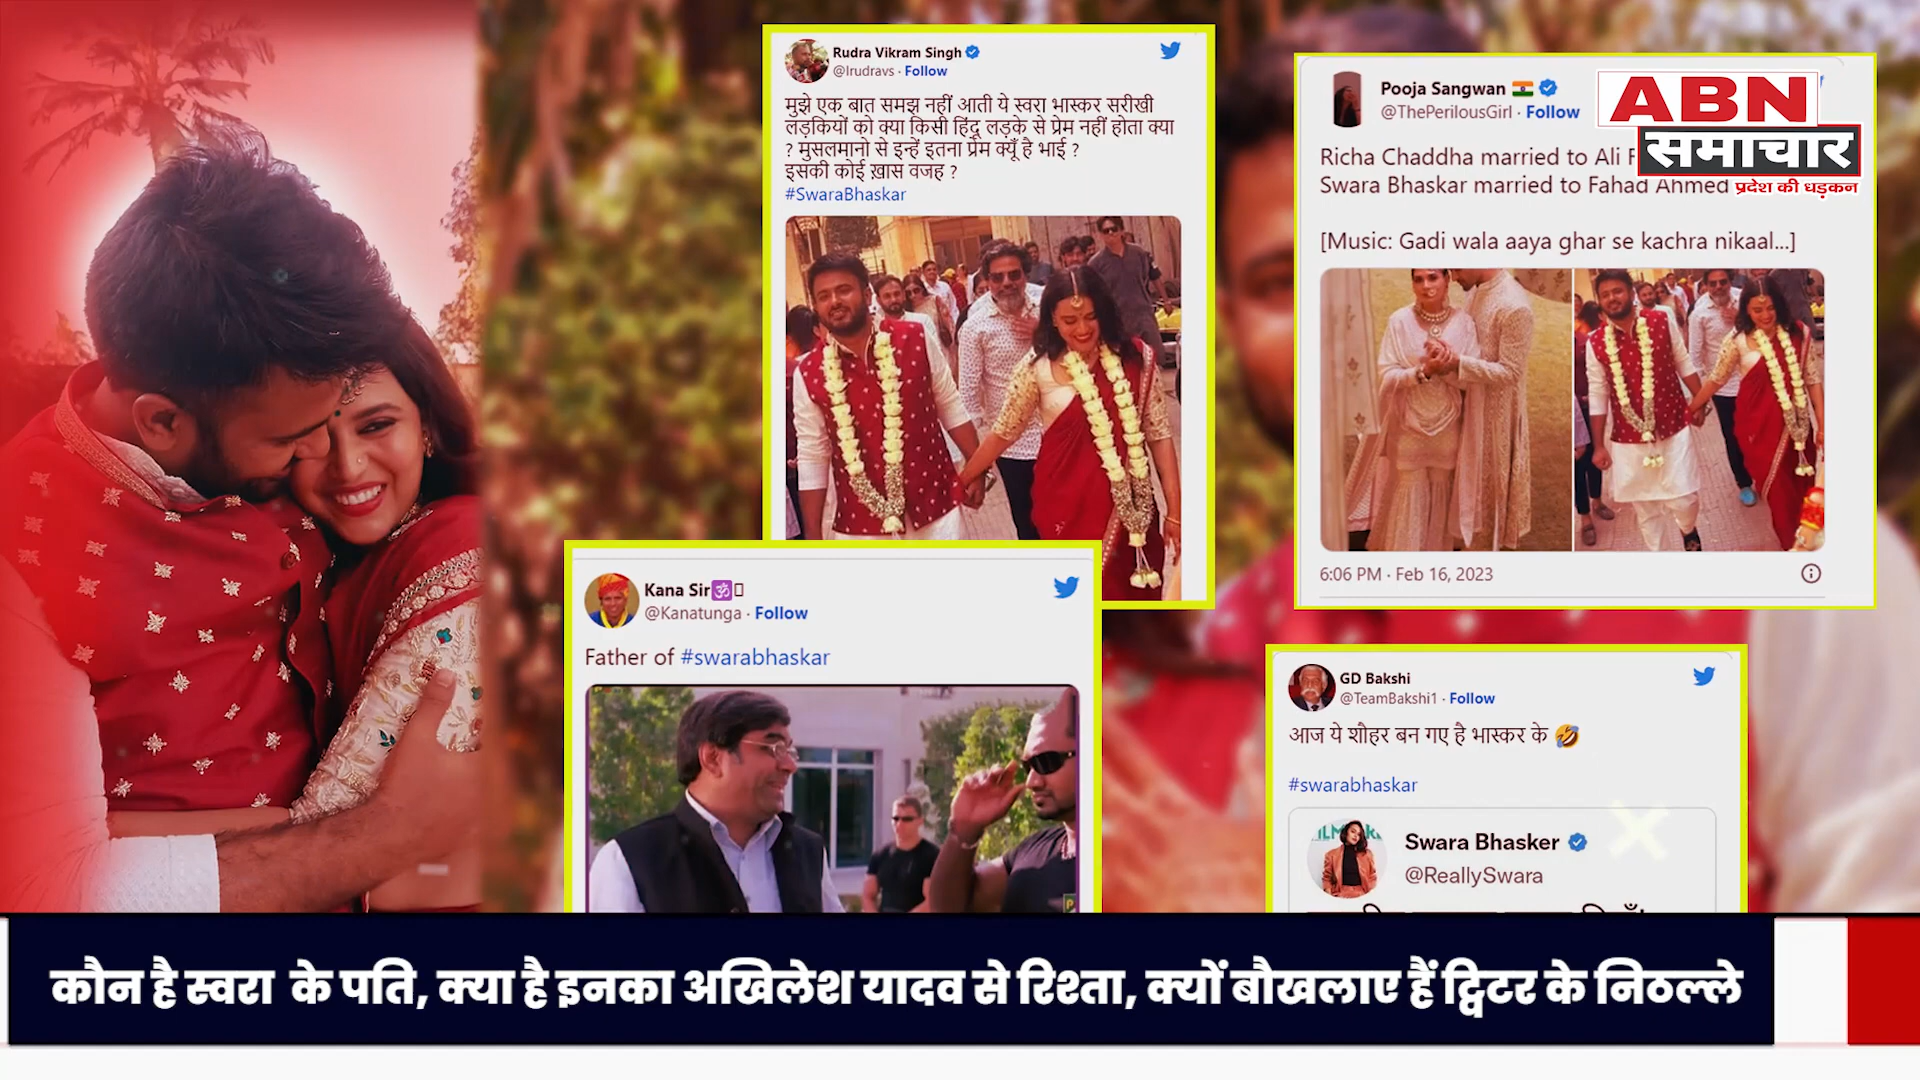 Rudra Vikram Singh
@Irudravs · Follow
मुझे एक बात समझ नहीं आती ये स्वरा भास्कर सरीखी
लड़कियों को क्या किसी हिंदू लड़के से प्रेम नहीं होता क्या
? मुसलमानो से इन्हें इतना प्रेम क्यूँ है भाई ?
इसकी कोई ख़ास वजह ?
#SwaraBhaskar
Pooja Sangwan
@ThePerilousGirl · Follow
Richa Chaddha married to Ali
Swara Bhaskar married to Fahad Ahmed
[Music: Gadi wala aaya ghar se kachra nikaal...]
6:06 PM · Feb 16, 2023
ABN
समाचार
प्रदेश की धड़कन
Kana Sir🕉
@Kanatunga · Follow
Father of #swarabhaskar
GD Bakshi
@TeamBakshi1 · Follow
आज ये शौहर बन गए है भास्कर के 🤣
#swarabhaskar
Swara Bhasker
@ReallySwara
कौन है स्वरा के पति, क्या है इनका अखिलेश यादव से रिश्ता, क्यों बौखलाए हैं ट्विटर के निठल्ले